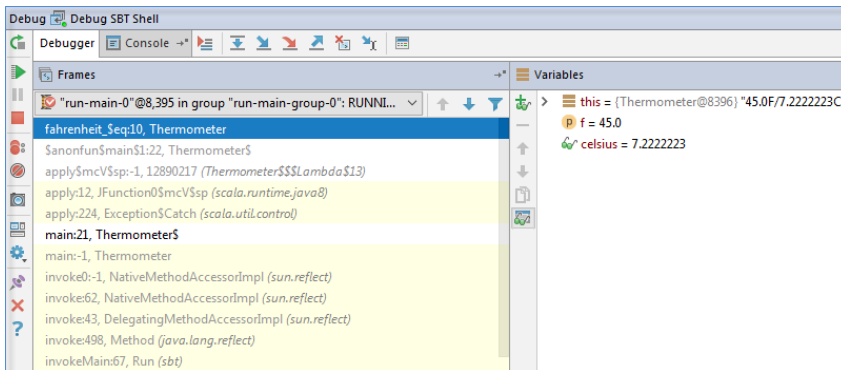 Debug Debug SBT Shell
Debugger Console
Frames
"run-main-0"@8,395 in group "run-main-group-0": RUNNI...
fahrenheit_$eq:10, Thermometer
$anonfun$main$1:22, Thermometer$
apply$mcV$sp:-1, 12890217 (Thermometer$$$Lambda$13)
apply:12, JFunction0$mcV$sp (scala.runtime.java8)
apply:224, Exception$Catch (scala.util.control)
main:21, Thermometer$
main:-1, Thermometer
invoke0:-1, NativeMethodAccessorImpl (sun.reflect)
invoke:62, NativeMethodAccessorImpl (sun.reflect)
invoke:43, DelegatingMethodAccessorImpl (sun.reflect)
invoke:498, Method (java.lang.reflect)
invokeMain:67, Run (sbt)
Variables
this = {Thermometer@8396} "45.0F/7.2222223C
f = 45.0
celsius = 7.2222223